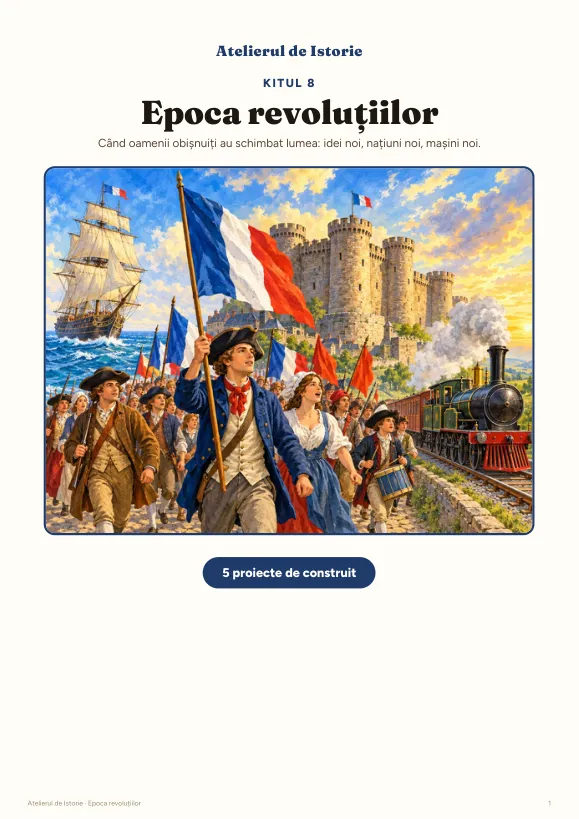 Atelierul de Istorie
KITUL 8
Epoca revoluțiilor
Când oamenii obișnuiți au schimbat lumea: idei noi, națiuni noi, mașini noi.
5 proiecte de construit
Atelierul de Istorie · Epoca revoluțiilor
1